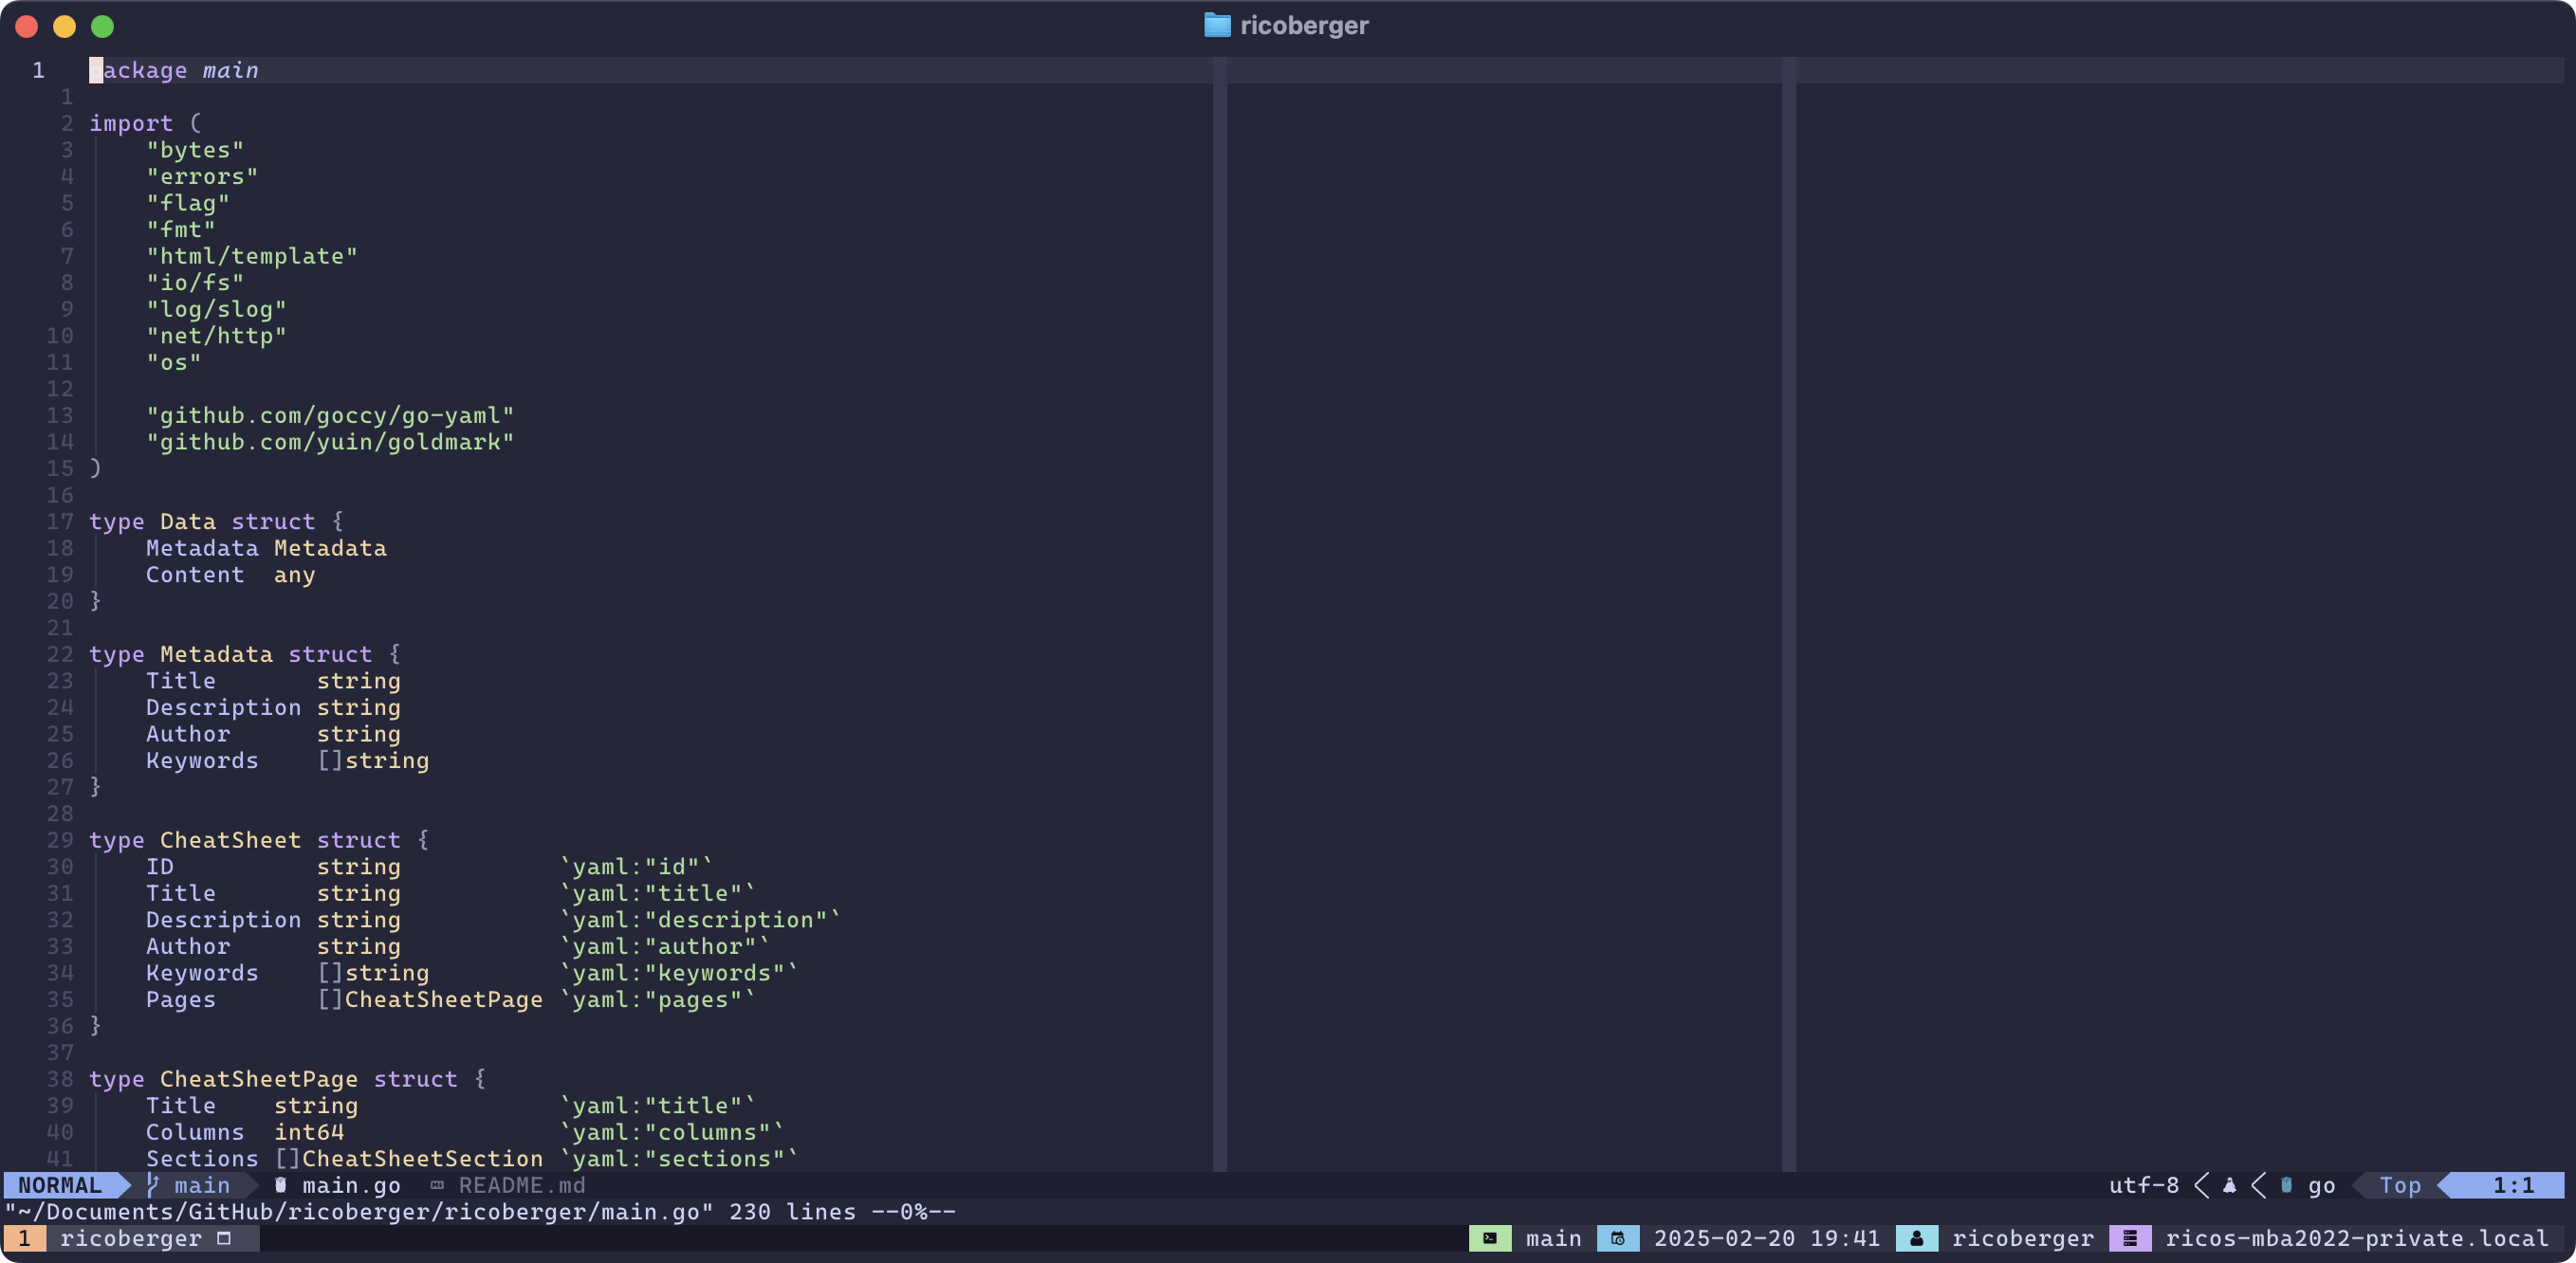 ricoberger
1 package main
1
2 import (
3 "bytes"
4 "errors"
5 "flag"
6 "fmt"
7 "html/template"
8 "io/fs"
9 "log/slog"
10 "net/http"
11 "os"
12
13 "github.com/goccy/go-yaml"
14 "github.com/yuin/goldmark"
15 )
16
17 type Data struct {
18 Metadata Metadata
19 Content any
20 }
21
22 type Metadata struct {
23 Title string
24 Description string
25 Author string
26 Keywords []string
27 }
28
29 type CheatSheet struct {
30 ID string `yaml:"id"`
31 Title string `yaml:"title"`
32 Description string `yaml:"description"`
33 Author string `yaml:"author"`
34 Keywords []string `yaml:"keywords"`
35 Pages []CheatSheetPage `yaml:"pages"`
36 }
37
38 type CheatSheetPage struct {
39 Title string `yaml:"title"`
40 Columns int64 `yaml:"columns"`
41 Sections []CheatSheetSection `yaml:"sections"`
NORMAL main main.go README.md utf-8 go Top 1:1
"~/Documents/GitHub/ricoberger/ricoberger/main.go" 230 lines --0%--
1 ricoberger main 2025-02-20 19:41 ricoberger ricos-mba2022-private.local